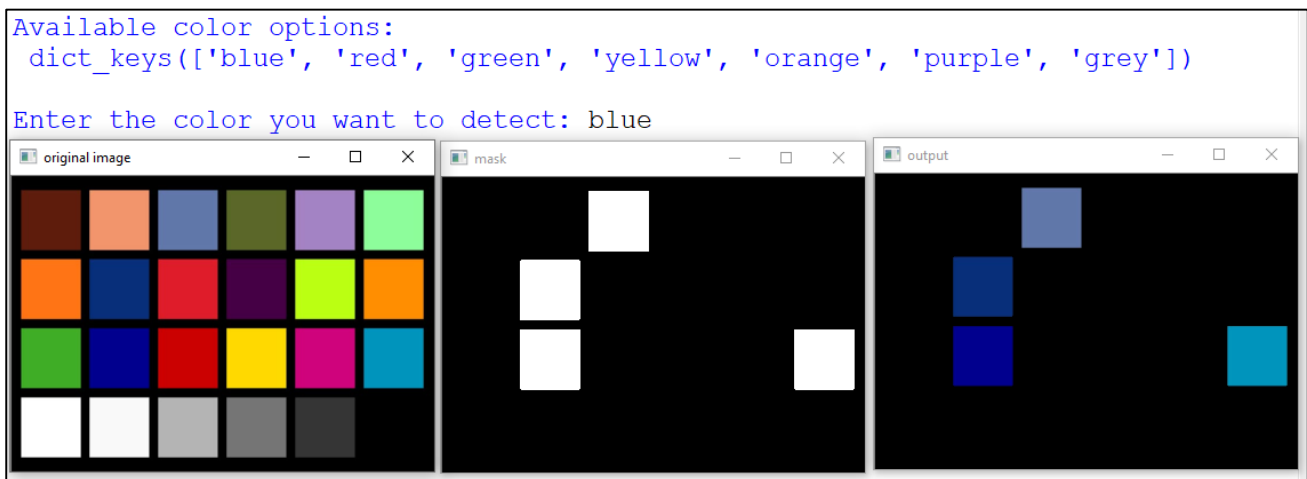 Available color options:
 dict_keys(['blue', 'red', 'green', 'yellow', 'orange', 'purple', 'grey'])
Enter the color you want to detect: blue
original image
mask
output